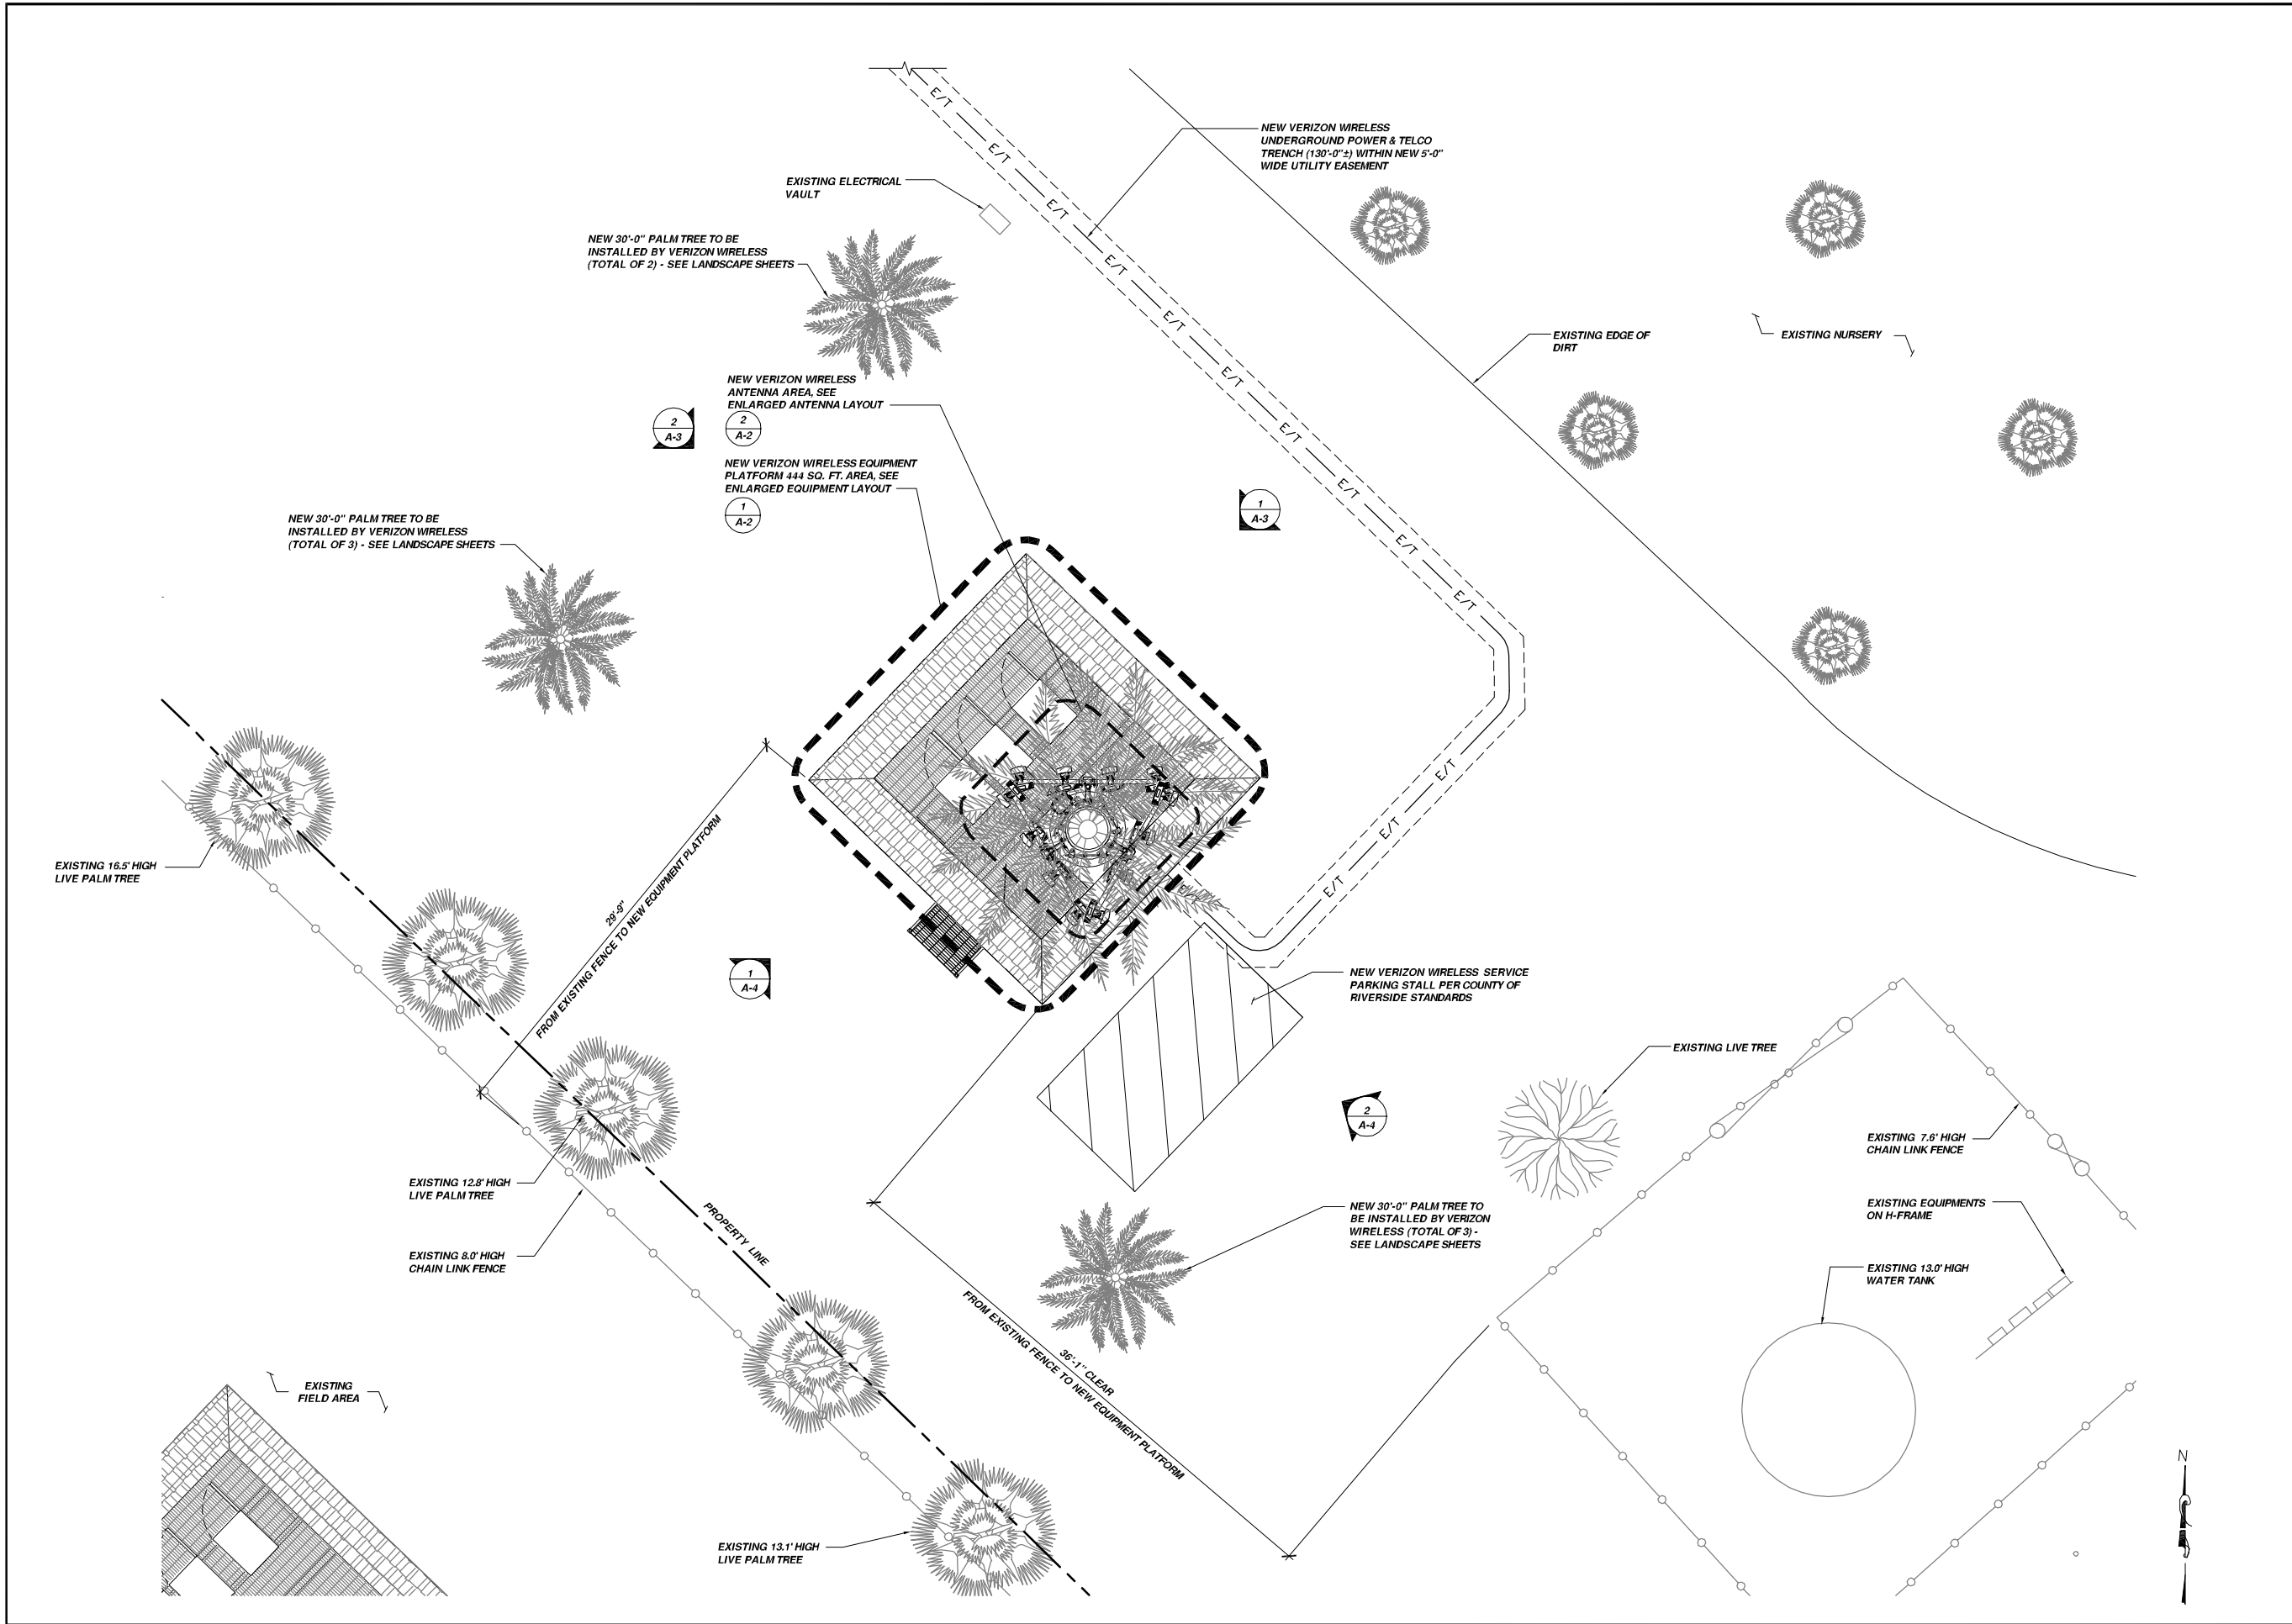 NEW VERIZON WIRELESS
UNDERGROUND POWER & TELCO
TRENCH (130'-0"±) WITHIN NEW 5'-0"
WIDE UTILITY EASEMENT
EXISTING ELECTRICAL
VAULT
NEW 30'-0" PALM TREE TO BE
INSTALLED BY VERIZON WIRELESS
(TOTAL OF 2) - SEE LANDSCAPE SHEETS
EXISTING EDGE OF
DIRT
EXISTING NURSERY
NEW VERIZON WIRELESS
ANTENNA AREA, SEE
ENLARGED ANTENNA LAYOUT
2
A-3
2
A-2
NEW VERIZON WIRELESS EQUIPMENT
PLATFORM 444 SQ. FT. AREA, SEE
ENLARGED EQUIPMENT LAYOUT
1
A-2
1
A-3
NEW 30'-0" PALM TREE TO BE
INSTALLED BY VERIZON WIRELESS
(TOTAL OF 3) - SEE LANDSCAPE SHEETS
E/T
E/T
E/T
E/T
E/T
E/T
E/T
E/T
E/T
E/T
E/T
E/T
E/T
EXISTING 16.5' HIGH
LIVE PALM TREE
29'-9"
FROM EXISTING FENCE TO NEW EQUIPMENT PLATFORM
1
A-4
NEW VERIZON WIRELESS SERVICE
PARKING STALL PER COUNTY OF
RIVERSIDE STANDARDS
EXISTING LIVE TREE
2
A-4
EXISTING 7.6' HIGH
CHAIN LINK FENCE
EXISTING 12.8' HIGH
LIVE PALM TREE
PROPERTY LINE
EXISTING 8.0' HIGH
CHAIN LINK FENCE
NEW 30'-0" PALM TREE TO
BE INSTALLED BY VERIZON
WIRELESS (TOTAL OF 3) -
SEE LANDSCAPE SHEETS
EXISTING EQUIPMENTS
ON H-FRAME
EXISTING 13.0' HIGH
WATER TANK
36'-1" CLEAR
FROM EXISTING FENCE TO NEW EQUIPMENT PLATFORM
EXISTING
FIELD AREA
EXISTING 13.1' HIGH
LIVE PALM TREE
N